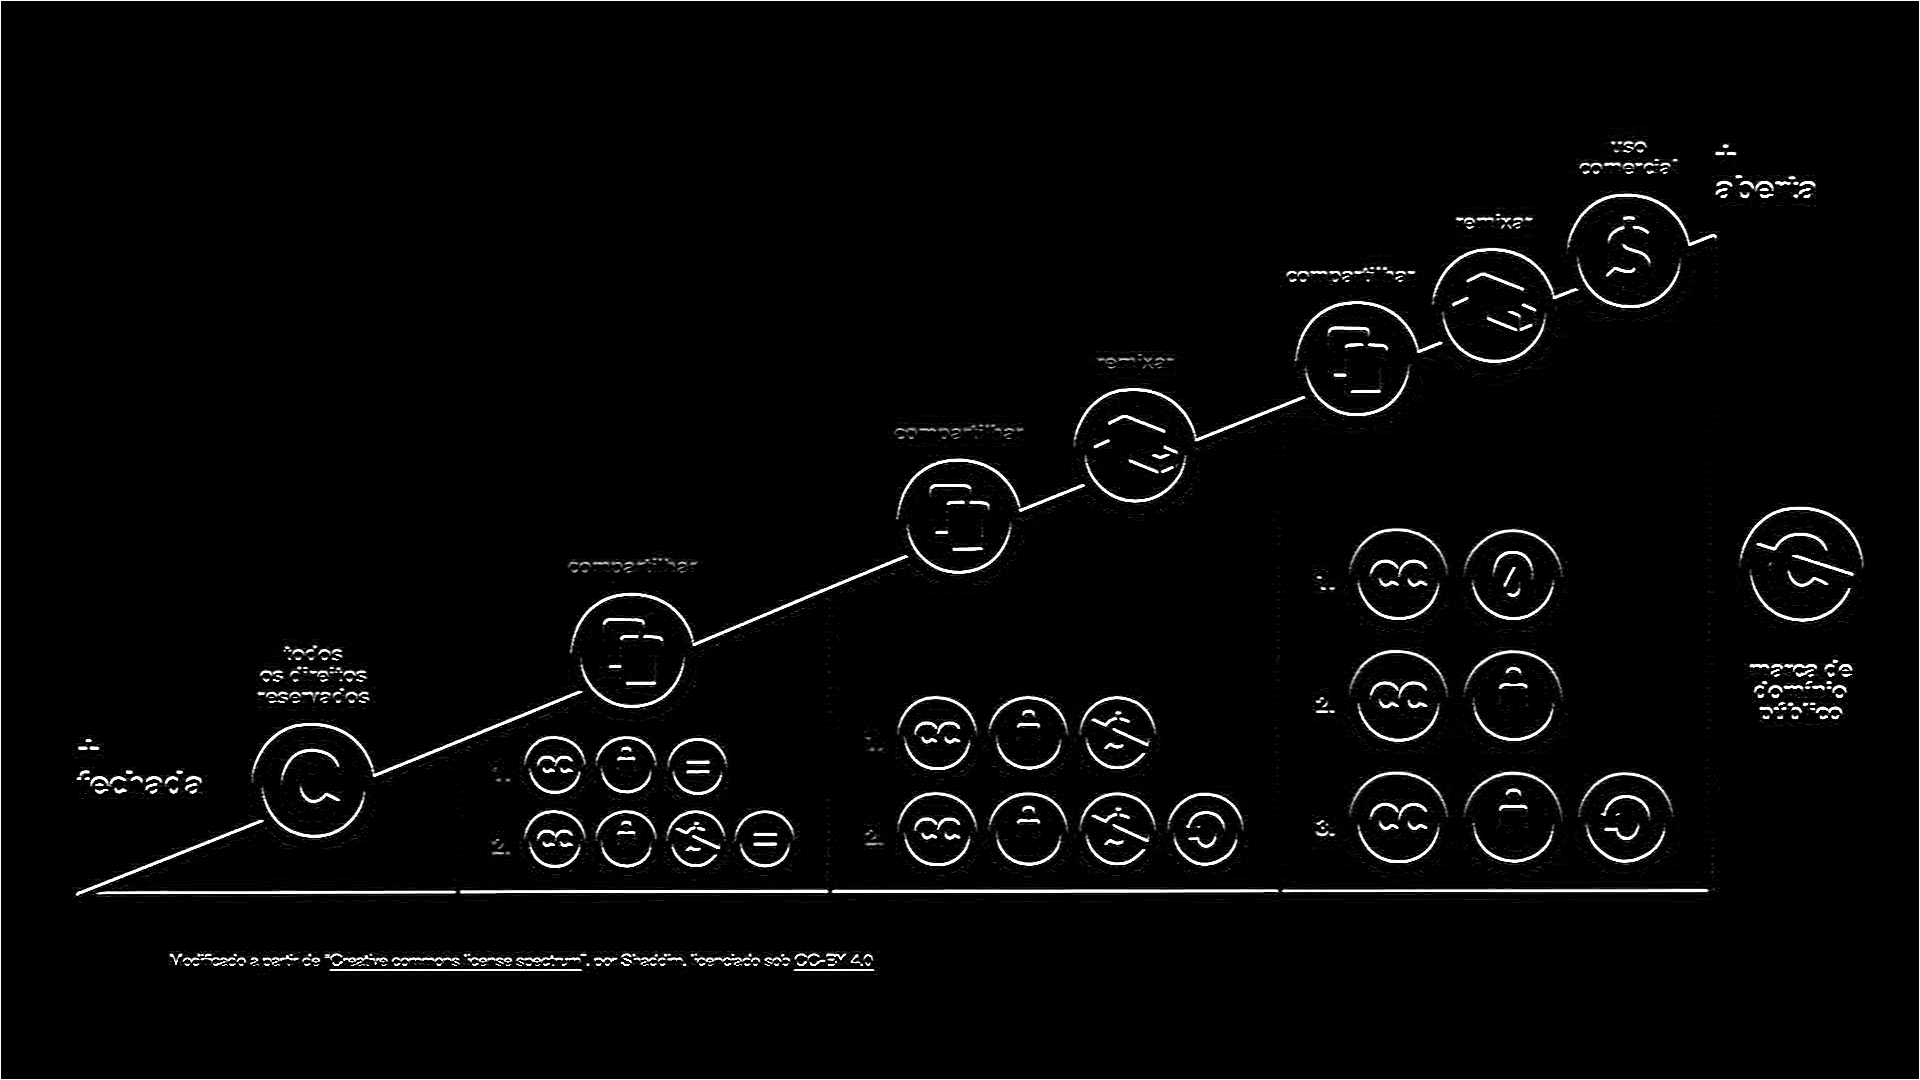 uso
comercial
+
aberta
remixar
compartilhar
remixar
compartilhar
compartilhar
todos
os direitos
reservados
+
fechada
marca de
domínio
público
1.
2.
1.
2.
1.
2.
3.
Modificado a partir de "Creative commons license spectrum", por Shaddim, licenciado sob CC-BY 4.0